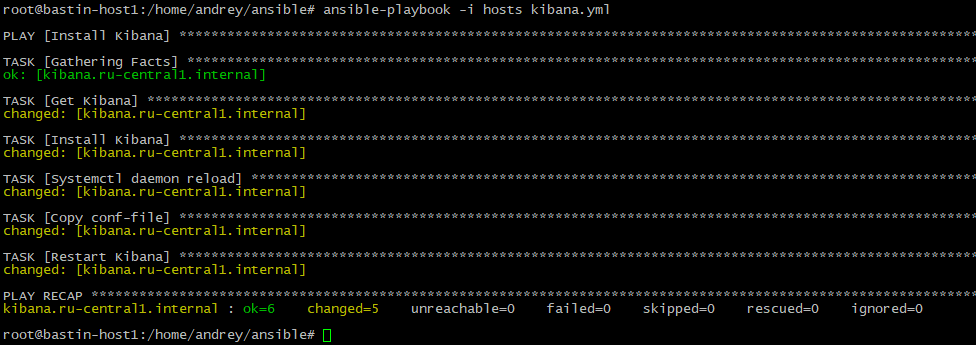 root@bastin-host1:/home/andrey/ansible# ansible-playbook -i hosts kibana.yml
PLAY [Install Kibana] ****************************************************************************************************
TASK [Gathering Facts] ***************************************************************************************************
ok: [kibana.ru-central1.internal]
TASK [Get Kibana] ********************************************************************************************************
changed: [kibana.ru-central1.internal]
TASK [Install Kibana] ****************************************************************************************************
changed: [kibana.ru-central1.internal]
TASK [Systemctl daemon reload] *******************************************************************************************
changed: [kibana.ru-central1.internal]
TASK [Copy conf-file] ****************************************************************************************************
changed: [kibana.ru-central1.internal]
TASK [Restart Kibana] ****************************************************************************************************
changed: [kibana.ru-central1.internal]
PLAY RECAP ***************************************************************************************************************
kibana.ru-central1.internal : ok=6    changed=5    unreachable=0    failed=0    skipped=0    rescued=0    ignored=0
root@bastin-host1:/home/andrey/ansible#